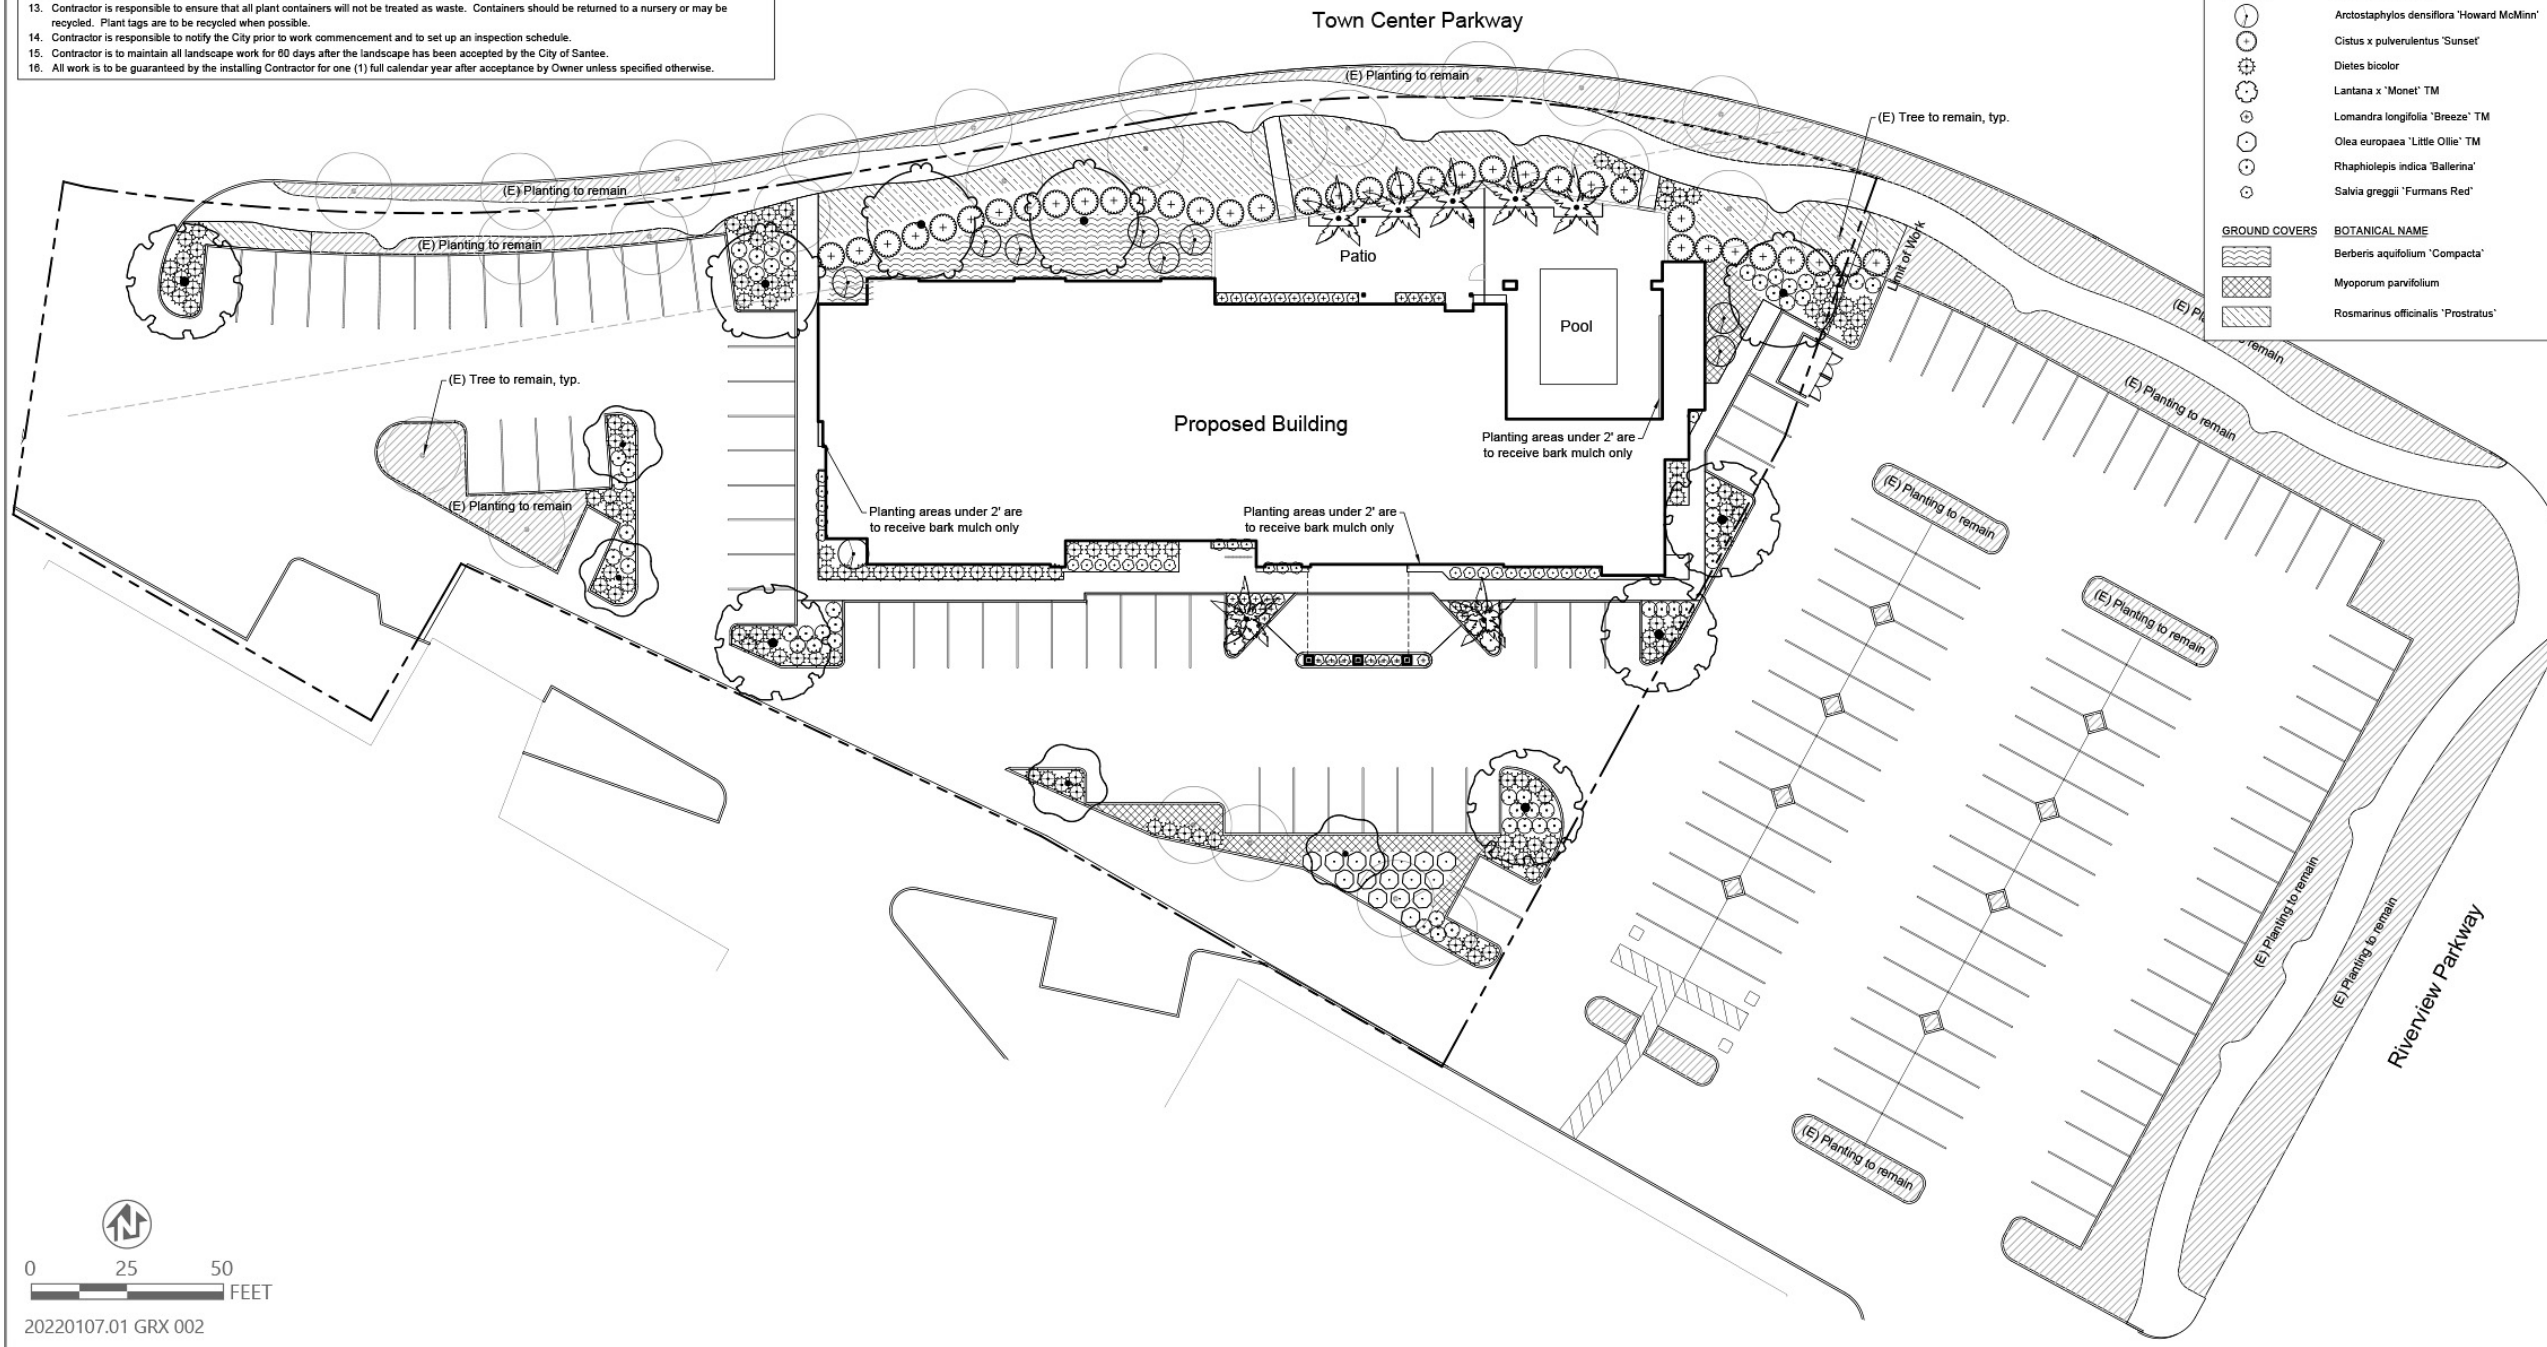 13. Contractor is responsible to ensure that all plant containers will not be treated as waste. Containers should be returned to a nursery or may be
recycled. Plant tags are to be recycled when possible.
14. Contractor is responsible to notify the City prior to work commencement and to set up an inspection schedule.
15. Contractor is to maintain all landscape work for 60 days after the landscape has been accepted by the City of Santee.
16. All work is to be guaranteed by the installing Contractor for one (1) full calendar year after acceptance by Owner unless specified otherwise.
Town Center Parkway
Arctostaphylos densiflora 'Howard McMinn'
Cistus x pulverulentus 'Sunset'
Dietes bicolor
Lantana x `Monet` TM
Lomandra longifolia `Breeze` TM
Olea europaea `Little Ollie` TM
Rhaphiolepis indica 'Ballerina'
Salvia greggii `Furmans Red`
GROUND COVERS BOTANICAL NAME
Berberis aquifolium `Compacta`
Myoporum parvifolium
Rosmarinus officinalis `Prostratus`
(E) Planting to remain
(E) Tree to remain, typ.
(E) Planting to remain
(E) Planting to remain
Limit of Work
Patio
Pool
(E) Pl
remain
(E) Tree to remain, typ.
(E) Planting to remain
Proposed Building
Planting areas under 2' are
to receive bark mulch only
(E) Planting to remain
(E) Planting to remain
Planting areas under 2' are
to receive bark mulch only
Planting areas under 2' are
to receive bark mulch only
(E) Planting to remain
(E) Planting to remain
(E) Planting to remain
Riverview Parkway
(E) Planting to remain
N
0 25 50
FEET
20220107.01 GRX 002